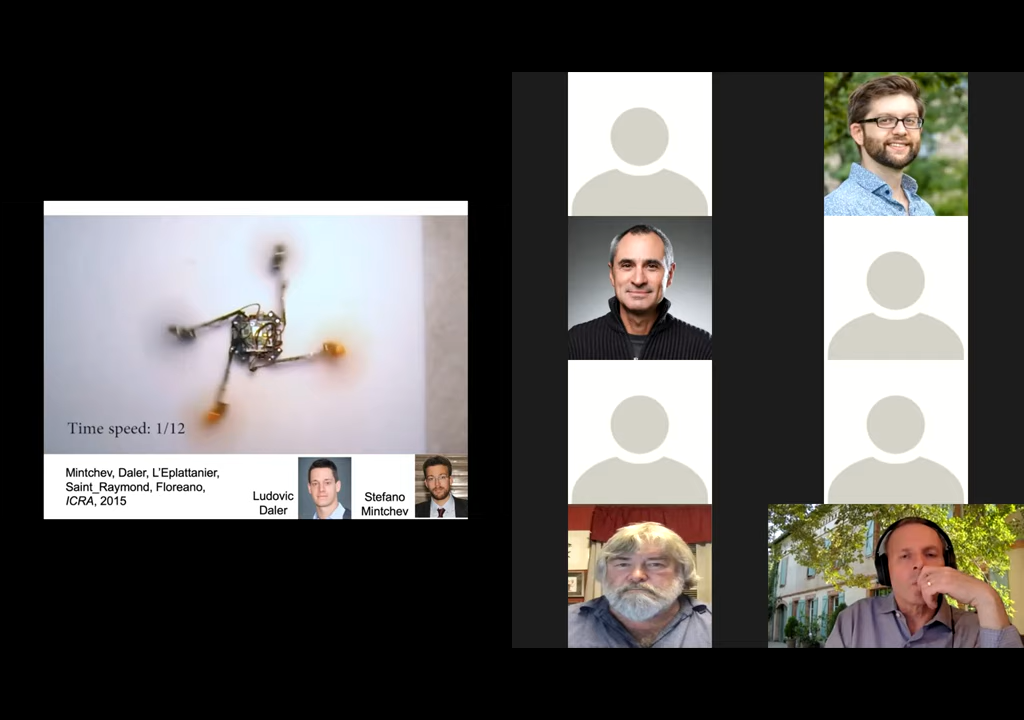 Time speed: 1/12
Mintchev, Daler, L'Eplattanier,
Saint_Raymond, Floreano,
ICRA, 2015
Ludovic
Daler
Stefano
Mintchev